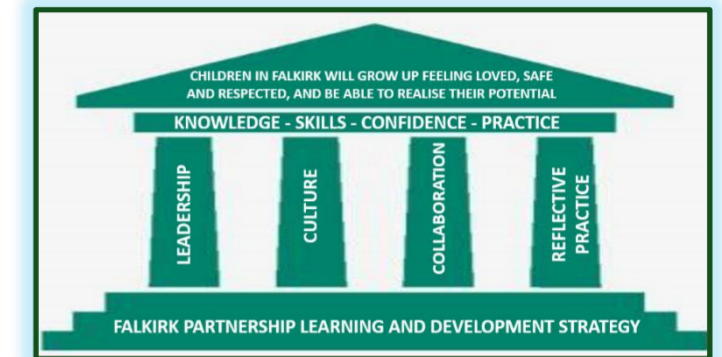 CHILDREN IN FALKIRK WILL GROW UP FEELING LOVED, SAFE
AND RESPECTED, AND BE ABLE TO REALISE THEIR POTENTIAL
KNOWLEDGE - SKILLS - CONFIDENCE - PRACTICE
LEADERSHIP
CULTURE
COLLABORATION
REFLECTIVE
PRACTICE
FALKIRK PARTNERSHIP LEARNING AND DEVELOPMENT STRATEGY